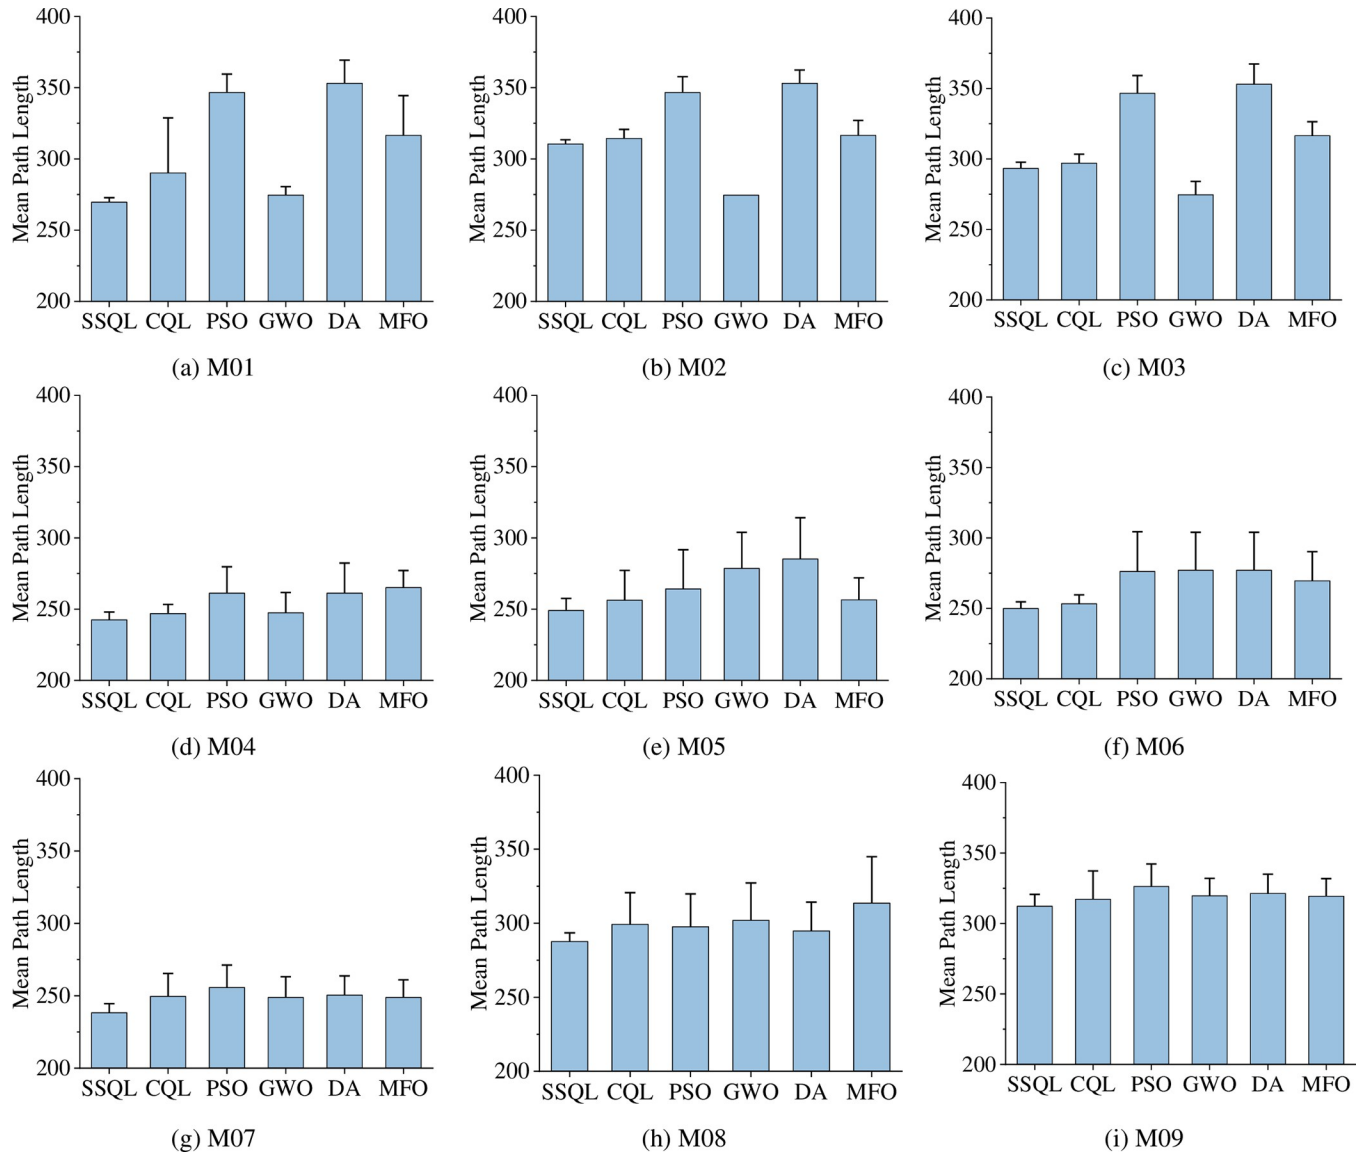 400
350
300
250
200
Mean Path Length
SSQL CQL PSO GWO DA MFO
(a) M01
400
350
300
250
200
Mean Path Length
SSQL CQL PSO GWO DA MFO
(b) M02
400
350
300
250
200
Mean Path Length
SSQL CQL PSO GWO DA MFO
(c) M03
400
350
300
250
200
Mean Path Length
SSQL CQL PSO GWO DA MFO
(d) M04
400
350
300
250
200
Mean Path Length
SSQL CQL PSO GWO DA MFO
(e) M05
400
350
300
250
200
Mean Path Length
SSQL CQL PSO GWO DA MFO
(f) M06
400
350
300
250
200
Mean Path Length
SSQL CQL PSO GWO DA MFO
(g) M07
400
350
300
250
200
Mean Path Length
SSQL CQL PSO GWO DA MFO
(h) M08
400
350
300
250
200
Mean Path Length
SSQL CQL PSO GWO DA MFO
(i) M09